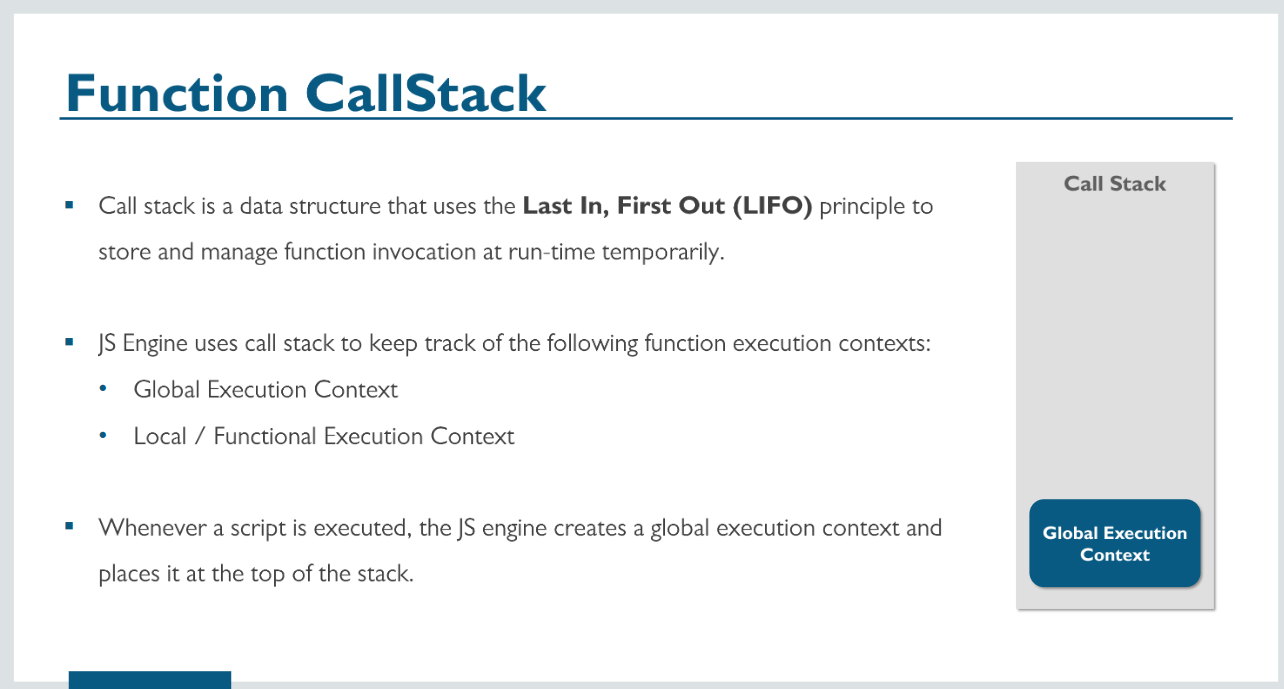 Function CallStack
Call stack is a data structure that uses the Last In, First Out (LIFO) principle to
store and manage function invocation at run-time temporarily.
JS Engine uses call stack to keep track of the following function execution contexts:
Global Execution Context
Local / Functional Execution Context
Whenever a script is executed, the JS engine creates a global execution context and
places it at the top of the stack.
Call Stack
Global Execution
Context